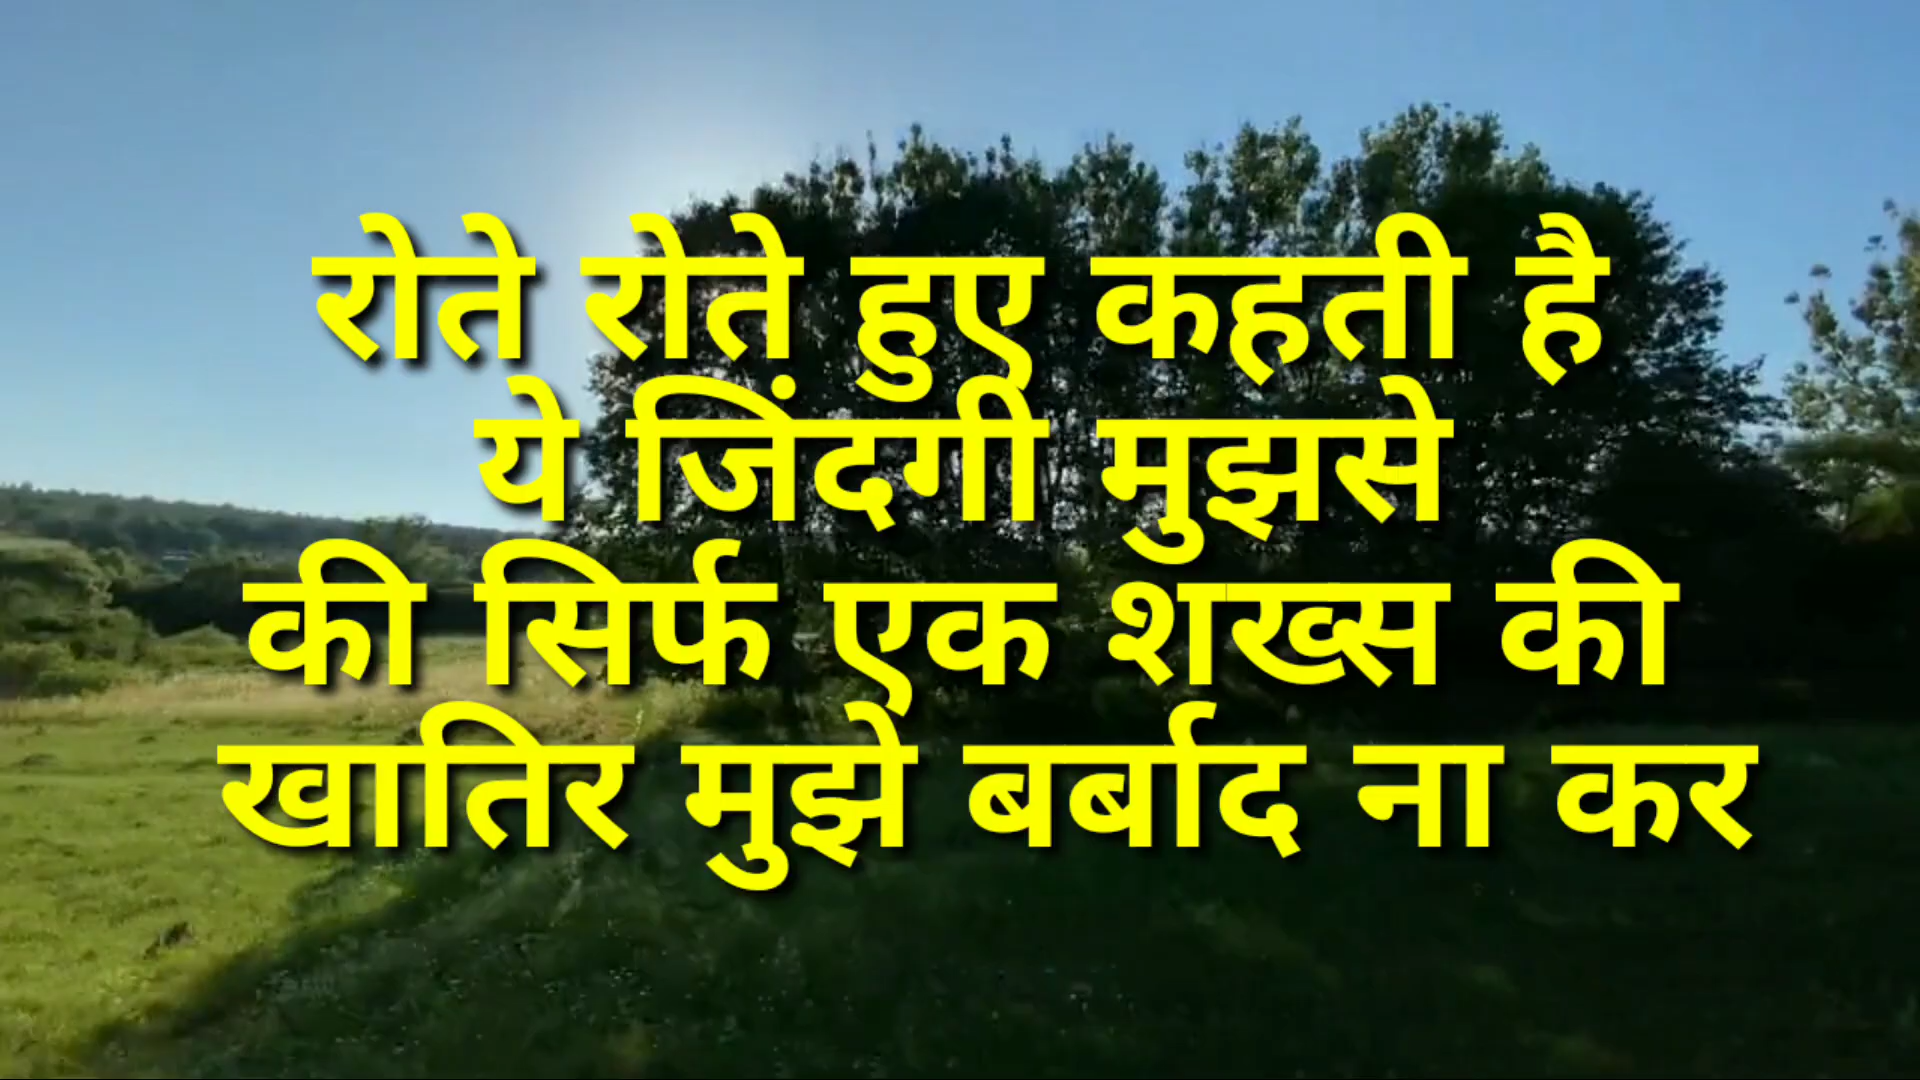 रोते रोते हुए कहती है
ये जिंदगी मुझसे
की सिर्फ एक शख्स की
खातिर मुझे बर्बाद ना कर